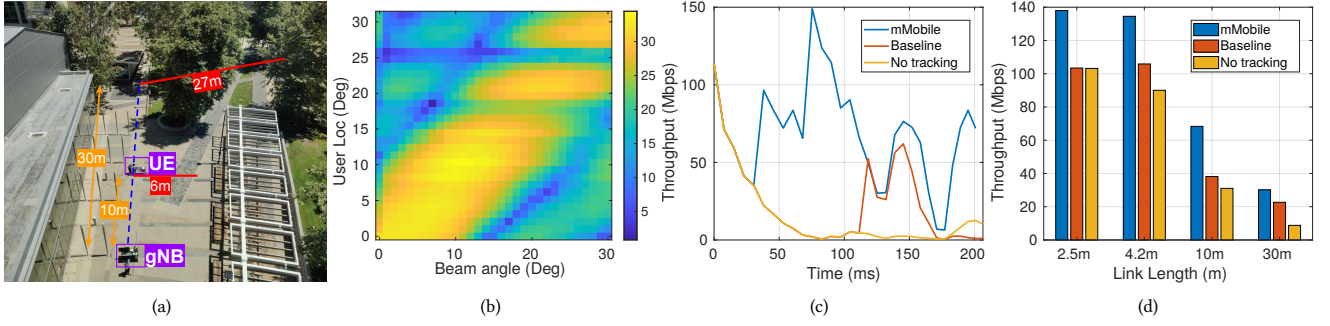 27m
30m
UE
6m
10m
gNB
(a)
User Loc (Deg)
30
25
20
15
10
5
0
0
10
20
30
Beam angle (Deg)
30
25
20
15
10
5
(b)
Throughput (Mbps)
150
100
50
0
0
50
100
150
200
Time (ms)
mMobile
Baseline
No tracking
(c)
Throughput (Mbps)
140
120
100
80
60
40
20
0
2.5m
4.2m
10m
30m
Link Length (m)
mMobile
Baseline
No tracking
(d)